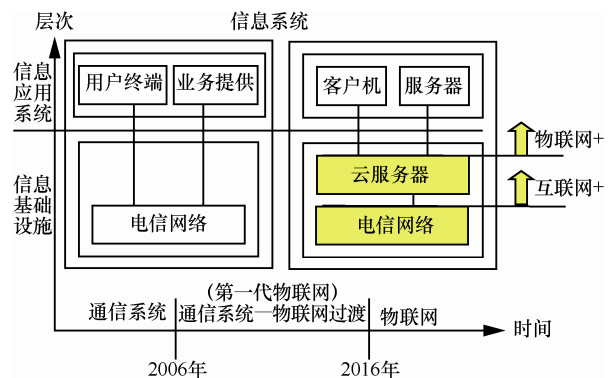 层次
信息系统
信息
应用
系统
用户终端
业务提供
客户机
服务器
物联网+
云服务器
信息
基础
设施
互联网+
电信网络
电信网络
(第一代物联网)
通信系统
通信系统—物联网过渡
物联网
时间
2006年
2016年